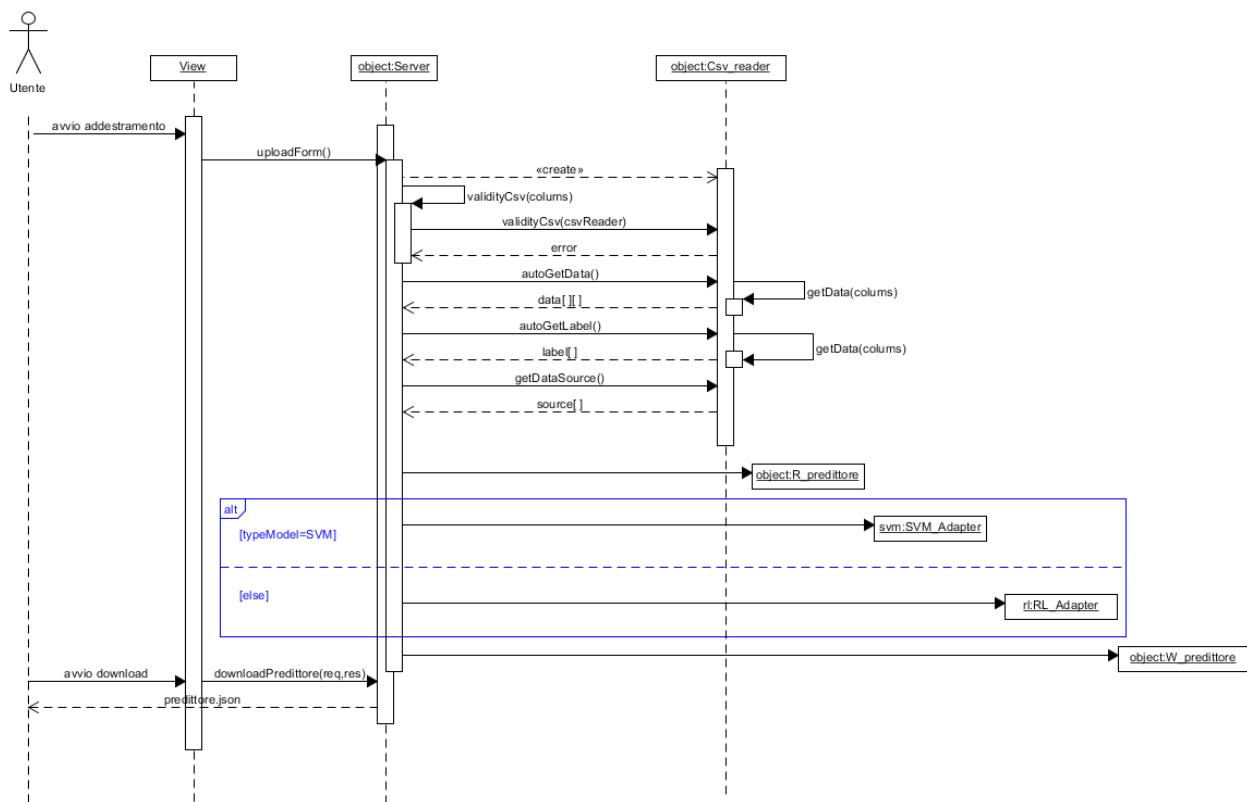 Utente
View
object:Server
object:Csv_reader
avvio addestramento
uploadForm()
«create»
validityCsv(colums)
validityCsv(csvReader)
error
autoGetData()
getData(colums)
data[ ][ ]
autoGetLabel()
getData(colums)
label[ ]
getDataSource()
source[ ]
object:R_predittore
alt
[typeModel=SVM]
svm:SVM_Adapter
[else]
rl:RL_Adapter
object:W_predittore
avvio download
downloadPredittore(req,res)
predittore.json